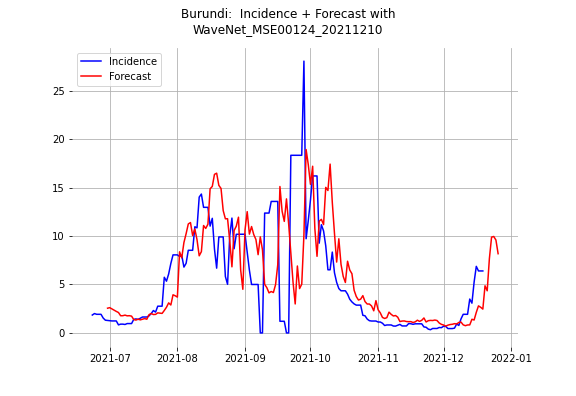 Burundi:  Incidence + Forecast with
WaveNet_MSE00124_20211210
Incidence
Forecast
25
20
15
10
5
0
2021-07 2021-08 2021-09 2021-10 2021-11 2021-12 2022-01